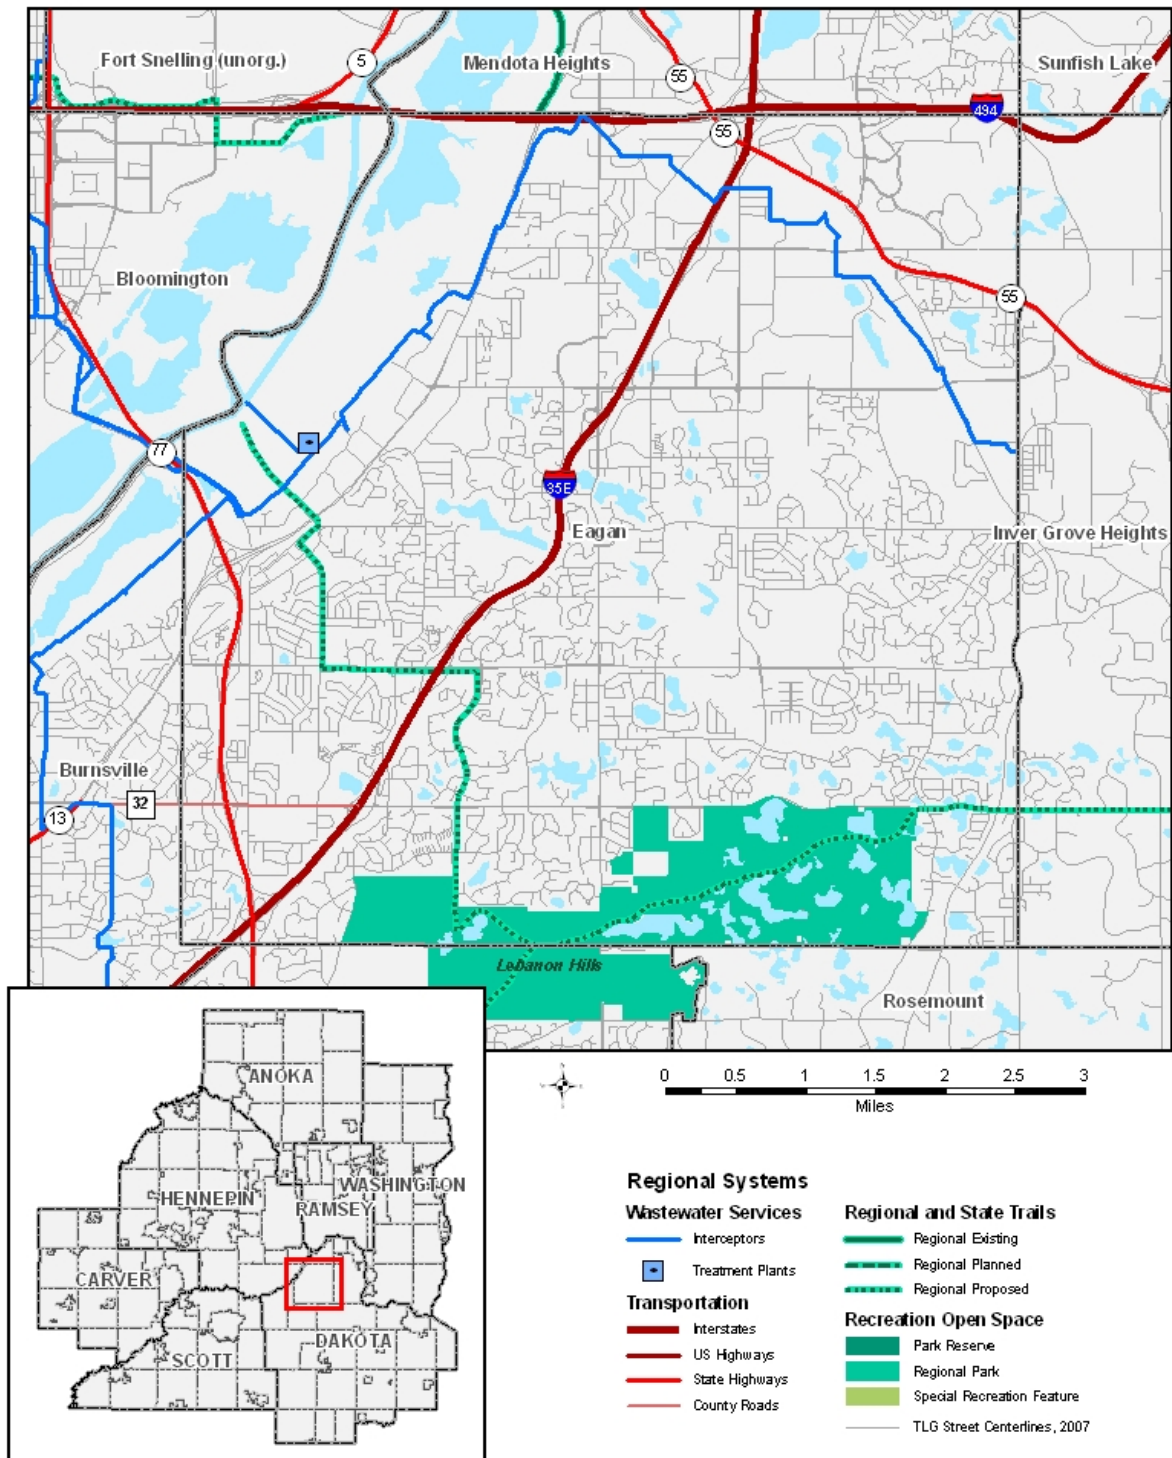 Fort Snelling (unorg.)
5
Mendota Heights
55
Sunfish Lake
494
55
Bloomington
55
77
35E
Eagan
Inver Grove Heights
Burnsville
32
13
Lebanon Hills
Rosemount
ANOKA
HENNEPIN
WASHINGTON
RAMSEY
CARVER
SCOTT
DAKOTA
0 0.5 1 1.5 2 2.5 3
Miles
Regional Systems
Wastewater Services
Interceptors
Treatment Plants
Transportation
Interstates
US Highways
State Highways
County Roads
Regional and State Trails
Regional Existing
Regional Planned
Regional Proposed
Recreation Open Space
Park Reserve
Regional Park
Special Recreation Feature
TLG Street Centerlines, 2007